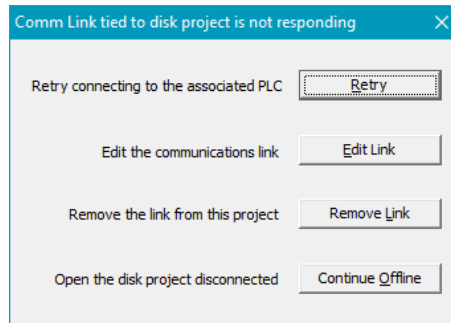 Comm Link tied to disk project is not responding
Retry connecting to the associated PLC Retry
Edit the communications link Edit Link
Remove the link from this project Remove Link
Open the disk project disconnected Continue Offline